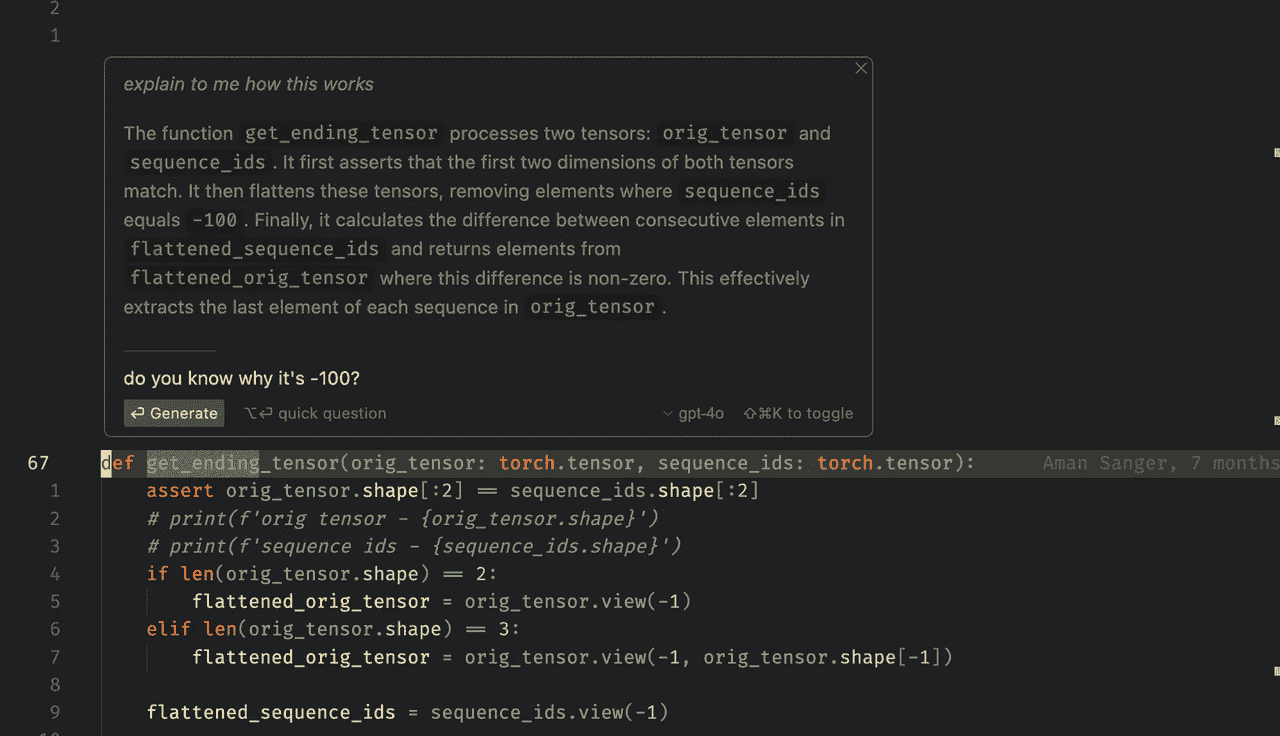 2
1
explain to me how this works
The function get_ending_tensor processes two tensors: orig_tensor and
sequence_ids. It first asserts that the first two dimensions of both tensors
match. It then flattens these tensors, removing elements where sequence_ids
equals -100. Finally, it calculates the difference between consecutive elements in
flattened_sequence_ids and returns elements from
flattened_orig_tensor where this difference is non-zero. This effectively
extracts the last element of each sequence in orig_tensor.
do you know why it's -100?
⏎ Generate ⌥⏎ quick question gpt-4o ⇧⌘K to toggle
67 def get_ending_tensor(orig_tensor: torch.tensor, sequence_ids: torch.tensor): Aman Sanger, 7 months
1 assert orig_tensor.shape[:2] == sequence_ids.shape[:2]
2 # print(f'orig tensor - {orig_tensor.shape}')
3 # print(f'sequence ids - {sequence_ids.shape}')
4 if len(orig_tensor.shape) == 2:
5 flattened_orig_tensor = orig_tensor.view(-1)
6 elif len(orig_tensor.shape) == 3:
7 flattened_orig_tensor = orig_tensor.view(-1, orig_tensor.shape[-1])
8
9 flattened_sequence_ids = sequence_ids.view(-1)